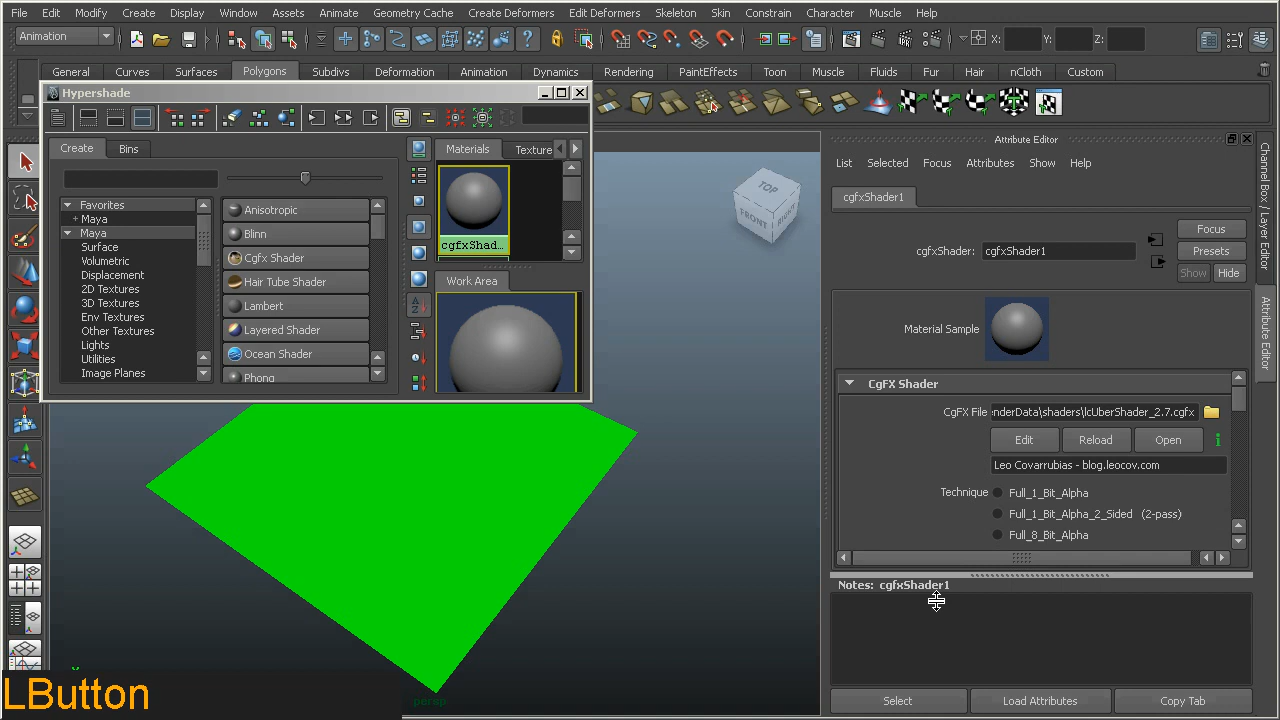 File Edit Modify Create Display Window Assets Animate Geometry Cache Create Deformers Edit Deformers Skeleton Skin Constrain Character Muscle Help
Animation X: Y: Z:
General Curves Surfaces Polygons Subdivs Deformation Animation Dynamics Rendering PaintEffects Toon Muscle Fluids Fur Hair nCloth Custom
Hypershade
Create Bins
Favorites
+ Maya
Maya
Surface
Volumetric
Displacement
2D Textures
3D Textures
Env Textures
Other Textures
Lights
Utilities
Image Planes
Anisotropic
Blinn
Cgfx Shader
Hair Tube Shader
Lambert
Layered Shader
Ocean Shader
Phong
Materials Texture
cgfxShad...
Work Area
TOP
FRONT RIGHT
persp
Attribute Editor
List Selected Focus Attributes Show Help
cgfxShader1
cgfxShader: cgfxShader1
Focus
Presets
Show Hide
Material Sample
CgFX Shader
CgFX File enderData\shaders\lcUberShader_2.7.cgfx
Edit Reload Open i
Leo Covarrubias - blog.leocov.com
Technique Full_1_Bit_Alpha
Full_1_Bit_Alpha_2_Sided (2-pass)
Full_8_Bit_Alpha
Notes: cgfxShader1
Select Load Attributes Copy Tab
Channel Box / Layer Editor
Attribute Editor
LButton